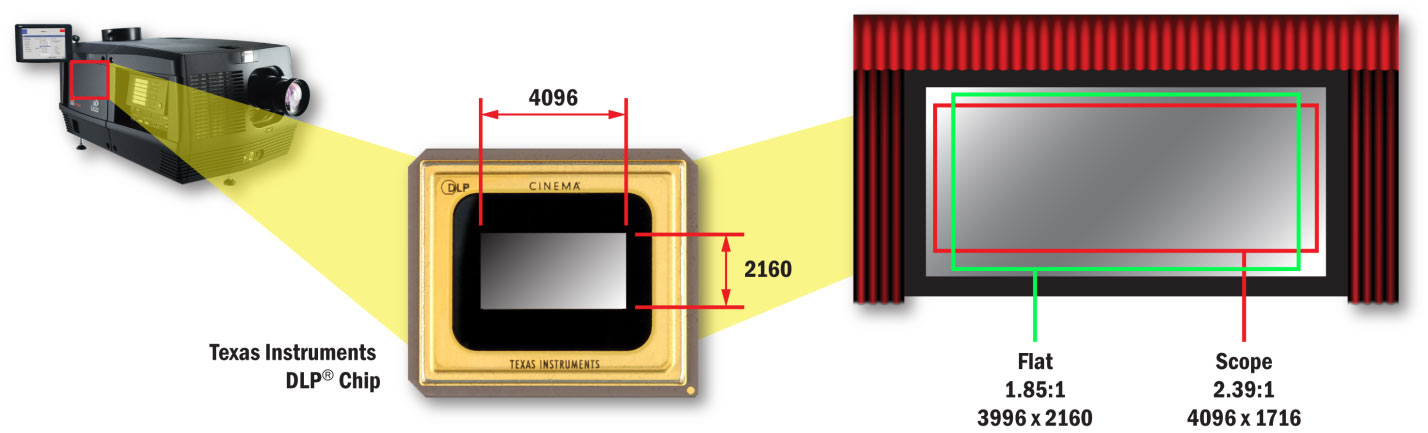 4096
DLP CINEMA
2160
TEXAS INSTRUMENTS
Texas Instruments
DLP® Chip
Flat
1.85:1
3996 x 2160
Scope
2.39:1
4096 x 1716